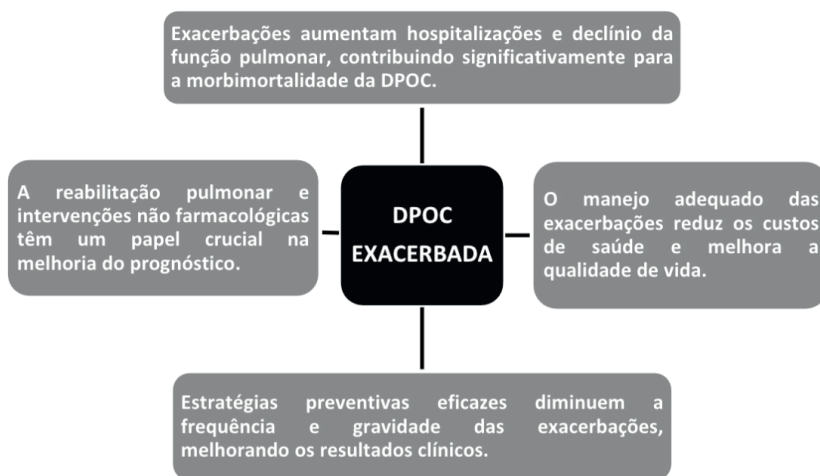 Exacerbações aumentam hospitalizações e declínio da
função pulmonar, contribuindo significativamente para
a morbimortalidade da DPOC.
A reabilitação pulmonar e
intervenções não farmacológicas
têm um papel crucial na
melhoria do prognóstico.
DPOC
EXACERBADA
O manejo adequado das
exacerbações reduz os custos
de saúde e melhora a
qualidade de vida.
Estratégias preventivas eficazes diminuem a
frequência e gravidade das exacerbações,
melhorando os resultados clínicos.